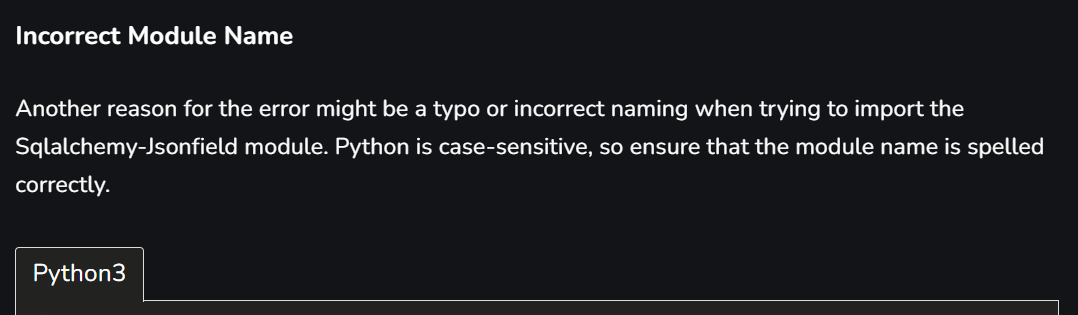 Incorrect Module Name
Another reason for the error might be a typo or incorrect naming when trying to import the
Sqlalchemy-Jsonfield module. Python is case-sensitive, so ensure that the module name is spelled
correctly.
Python3